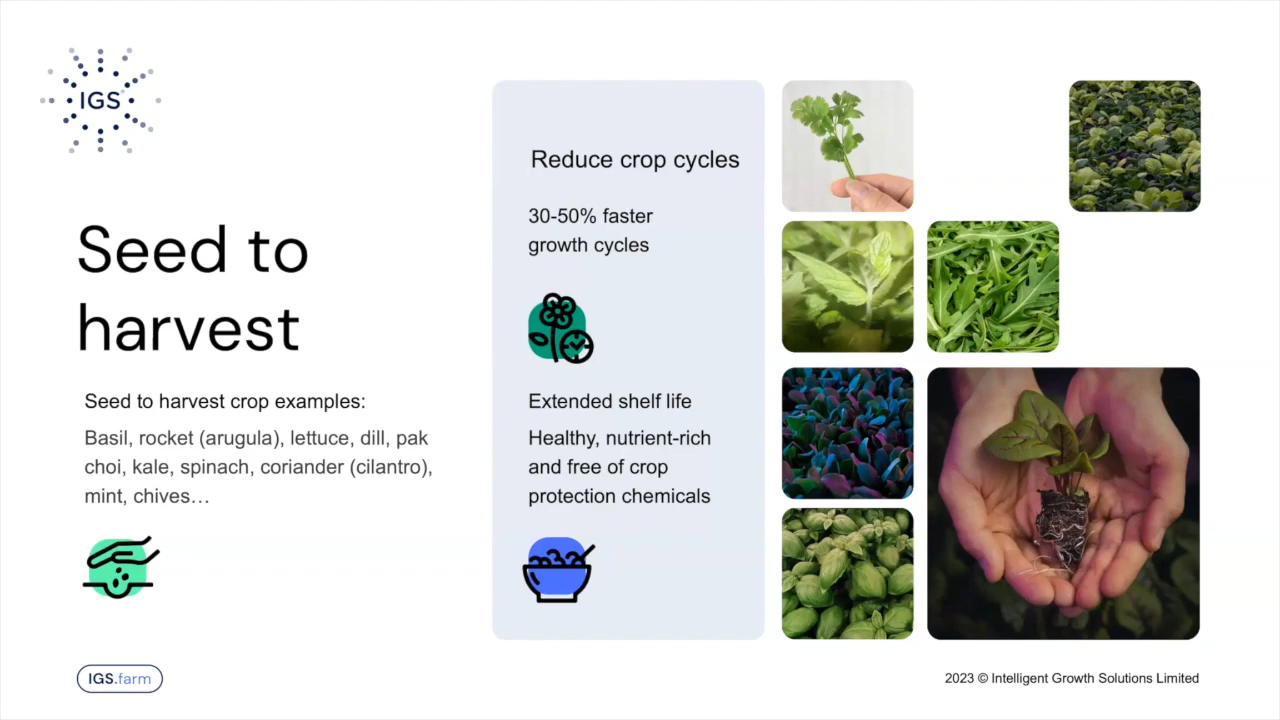 IGS
Seed to
harvest
Seed to harvest crop examples:
Basil, rocket (arugula), lettuce, dill, pak
choi, kale, spinach, coriander (cilantro),
mint, chives…
Reduce crop cycles
30-50% faster
growth cycles
Extended shelf life
Healthy, nutrient-rich
and free of crop
protection chemicals
IGS.farm
2023 © Intelligent Growth Solutions Limited